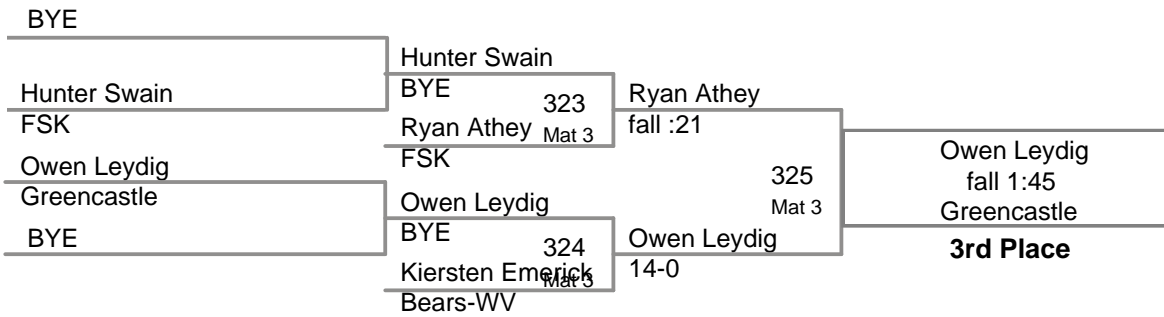 BYE
Hunter Swain
FSK
Owen Leydig
Greencastle
BYE
Hunter Swain
BYE
323
Mat 3
Ryan Athey
FSK
Owen Leydig
BYE
324
Mat 3
Kiersten Emerick
Bears-WV
Ryan Athey
fall :21
325
Mat 3
Owen Leydig
14-0
Owen Leydig
fall 1:45
Greencastle
3rd Place